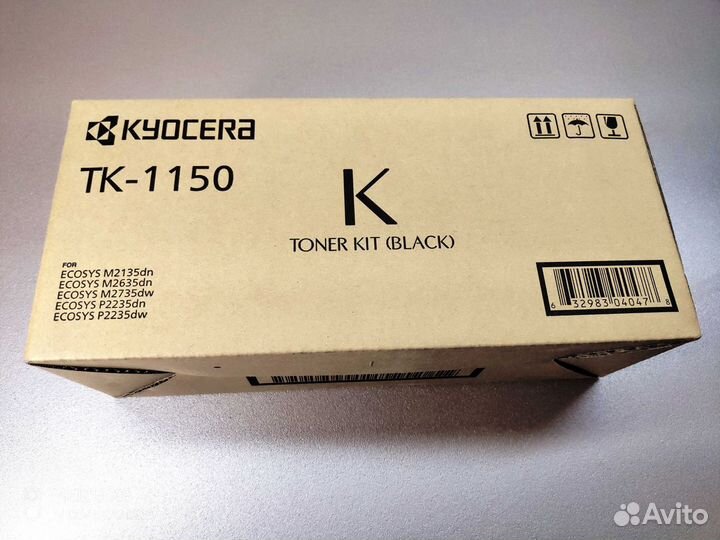 KYOCERA
TK-1150
K
TONER KIT (BLACK)
FOR
ECOSYS M2135dn
ECOSYS M2635dn
ECOSYS M2735dw
ECOSYS P2235dn
ECOSYS P2235dw
6 32983 04047 8
Avito